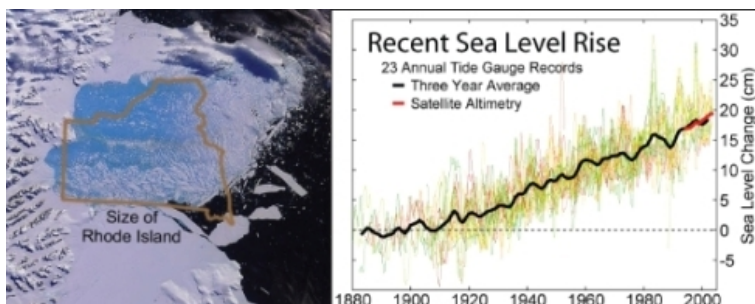 Size of
Rhode Island
Recent Sea Level Rise
23 Annual Tide Gauge Records
Three Year Average
Satellite Altimetry
35
30
25
20
15
10
5
0
-5
Sea Level Change (cm)
1880 1900 1920 1940 1960 1980 2000